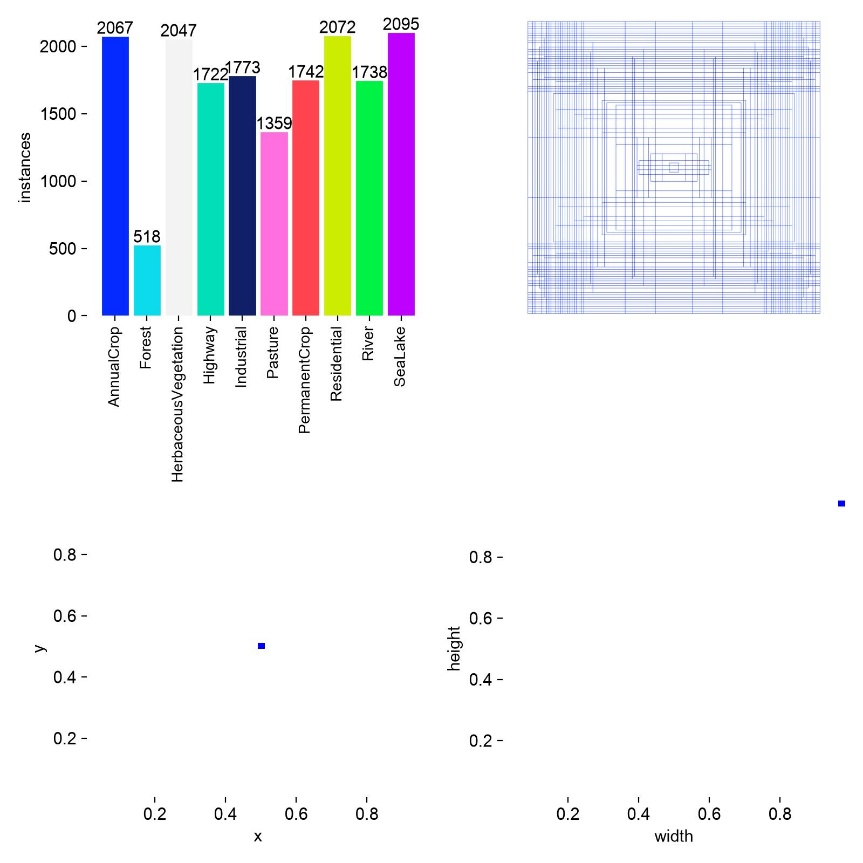 2067
518
2047
1722
1773
1359
1742
2072
1738
2095
instances
2000
1500
1000
500
0
AnnualCrop
Forest
HerbaceousVegetation
Highway
Industrial
Pasture
PermanentCrop
Residential
River
SeaLake
y
0.8
0.6
0.4
0.2
0.2 0.4 0.6 0.8
x
height
0.8
0.6
0.4
0.2
0.2 0.4 0.6 0.8
width